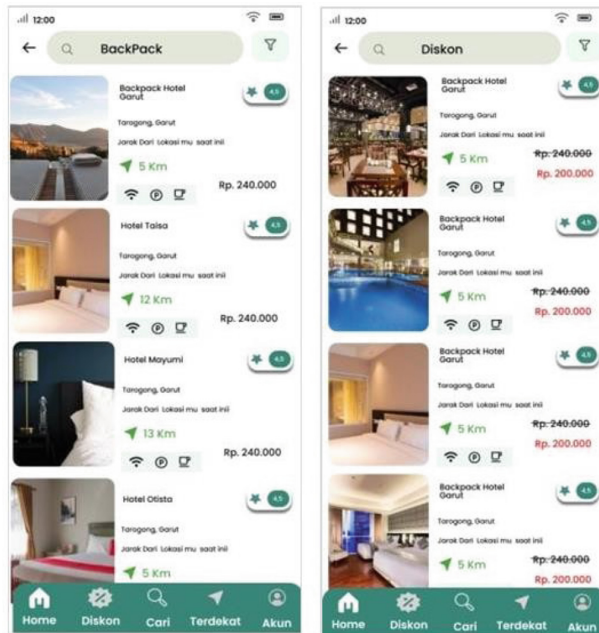 12:00
BackPack
Backpack Hotel
Garut
4,5
Tarogong, Garut
Jarak Dari Lokasi mu saat inii
5 Km
Rp. 240.000
Hotel Taisa
4,5
Tarogong, Garut
Jarak Dari Lokasi mu saat inii
12 Km
Rp. 240.000
Hotel Mayumi
4,5
Tarogong, Garut
Jarak Dari Lokasi mu saat inii
13 Km
Rp. 240.000
Hotel Otista
4,5
Tarogong, Garut
Jarak Dari Lokasi mu saat inii
5 Km
Home Diskon Cari Terdekat Akun
12:00
Diskon
Backpack Hotel
Garut
4,5
Tarogong, Garut
Jarak Dari Lokasi mu saat inii
5 Km
Rp. 240.000
Rp. 200.000
Backpack Hotel
Garut
4,5
Tarogong, Garut
Jarak Dari Lokasi mu saat inii
5 Km
Rp. 240.000
Rp. 200.000
Backpack Hotel
Garut
4,5
Tarogong, Garut
Jarak Dari Lokasi mu saat inii
5 Km
Rp. 240.000
Rp. 200.000
Backpack Hotel
Garut
4,5
Tarogong, Garut
Jarak Dari Lokasi mu saat inii
5 Km
Rp. 240.000
Rp. 200.000
Home Diskon Cari Terdekat Akun